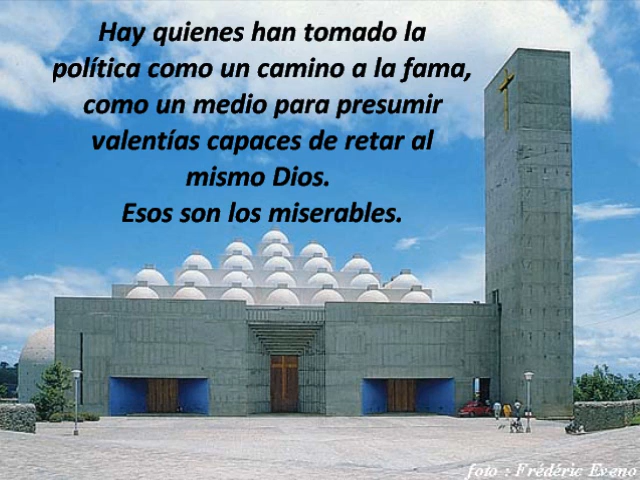 Hay quienes han tomado la
política como un camino a la fama,
como un medio para presumir
valentías capaces de retar al
mismo Dios.
Esos son los miserables.
foto : Frédéric Eveno